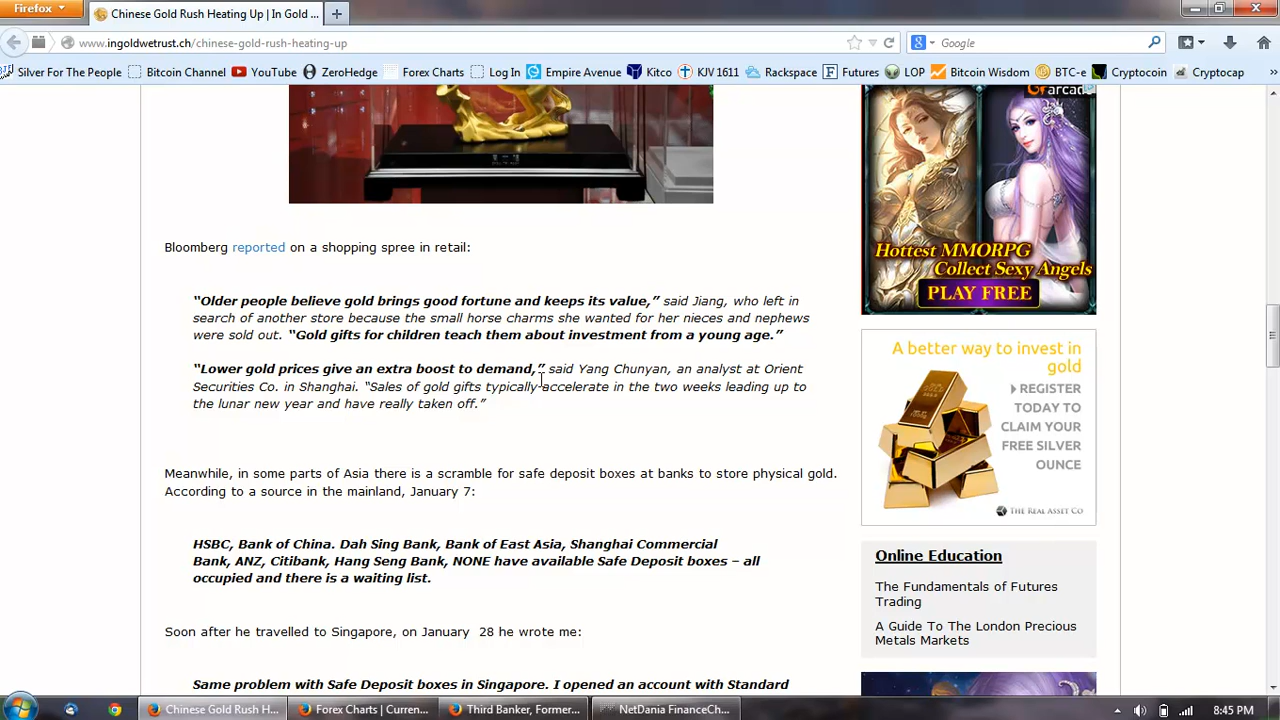 Firefox
Chinese Gold Rush Heating Up | In Gold ...
www.ingoldwetrust.ch/chinese-gold-rush-heating-up
Google
Silver For The People
Bitcoin Channel
YouTube
ZeroHedge
Forex Charts
Log In
Empire Avenue
Kitco
KJV 1611
Rackspace
Futures
LOP
Bitcoin Wisdom
BTC-e
Cryptocoin
Cryptocap
»
Bloomberg reported on a shopping spree in retail:
“Older people believe gold brings good fortune and keeps its value,” said Jiang, who left in
search of another store because the small horse charms she wanted for her nieces and nephews
were sold out. “Gold gifts for children teach them about investment from a young age.”
“Lower gold prices give an extra boost to demand,” said Yang Chunyan, an analyst at Orient
Securities Co. in Shanghai. “Sales of gold gifts typically accelerate in the two weeks leading up to
the lunar new year and have really taken off.”
Meanwhile, in some parts of Asia there is a scramble for safe deposit boxes at banks to store physical gold.
According to a source in the mainland, January 7:
HSBC, Bank of China. Dah Sing Bank, Bank of East Asia, Shanghai Commercial
Bank, ANZ, Citibank, Hang Seng Bank, NONE have available Safe Deposit boxes – all
occupied and there is a waiting list.
Soon after he travelled to Singapore, on January 28 he wrote me:
Same problem with Safe Deposit boxes in Singapore. I opened an account with Standard
arcade
Hottest MMORPG
Collect Sexy Angels
PLAY FREE
A better way to invest in
gold
REGISTER
TODAY TO
CLAIM YOUR
FREE SILVER
OUNCE
THE REAL ASSET CO
Online Education
The Fundamentals of Futures
Trading
A Guide To The London Precious
Metals Markets
Chinese Gold Rush H...
Forex Charts | Curren...
Third Banker, Former...
NetDania FinanceCh...
8:45 PM